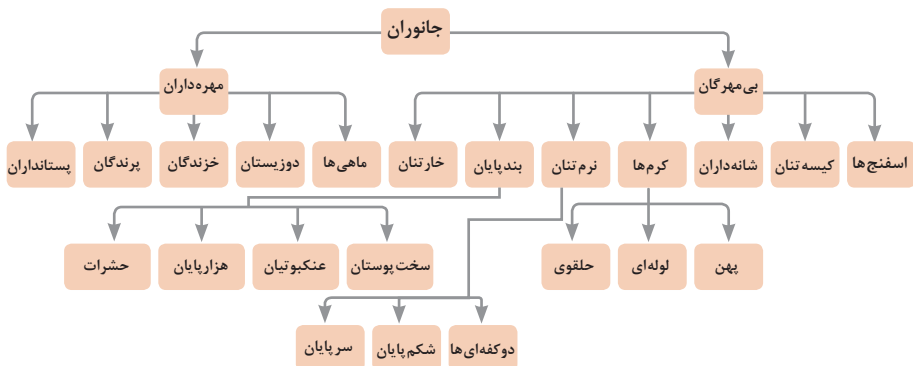 جانوران
بی‌مهرگان
مهره‌داران
اسفنج‌ها
کیسه‌تنان
شانه‌داران
کرم‌ها
نرم‌تنان
بندپایان
خارتنان
ماهی‌ها
دوزیستان
خزندگان
پرندگان
پستانداران
پهن
لوله‌ای
حلقوی
سخت‌پوستان
عنکبوتیان
هزارپایان
حشرات
دوکفه‌ای‌ها
شکم‌پایان
سرپایان